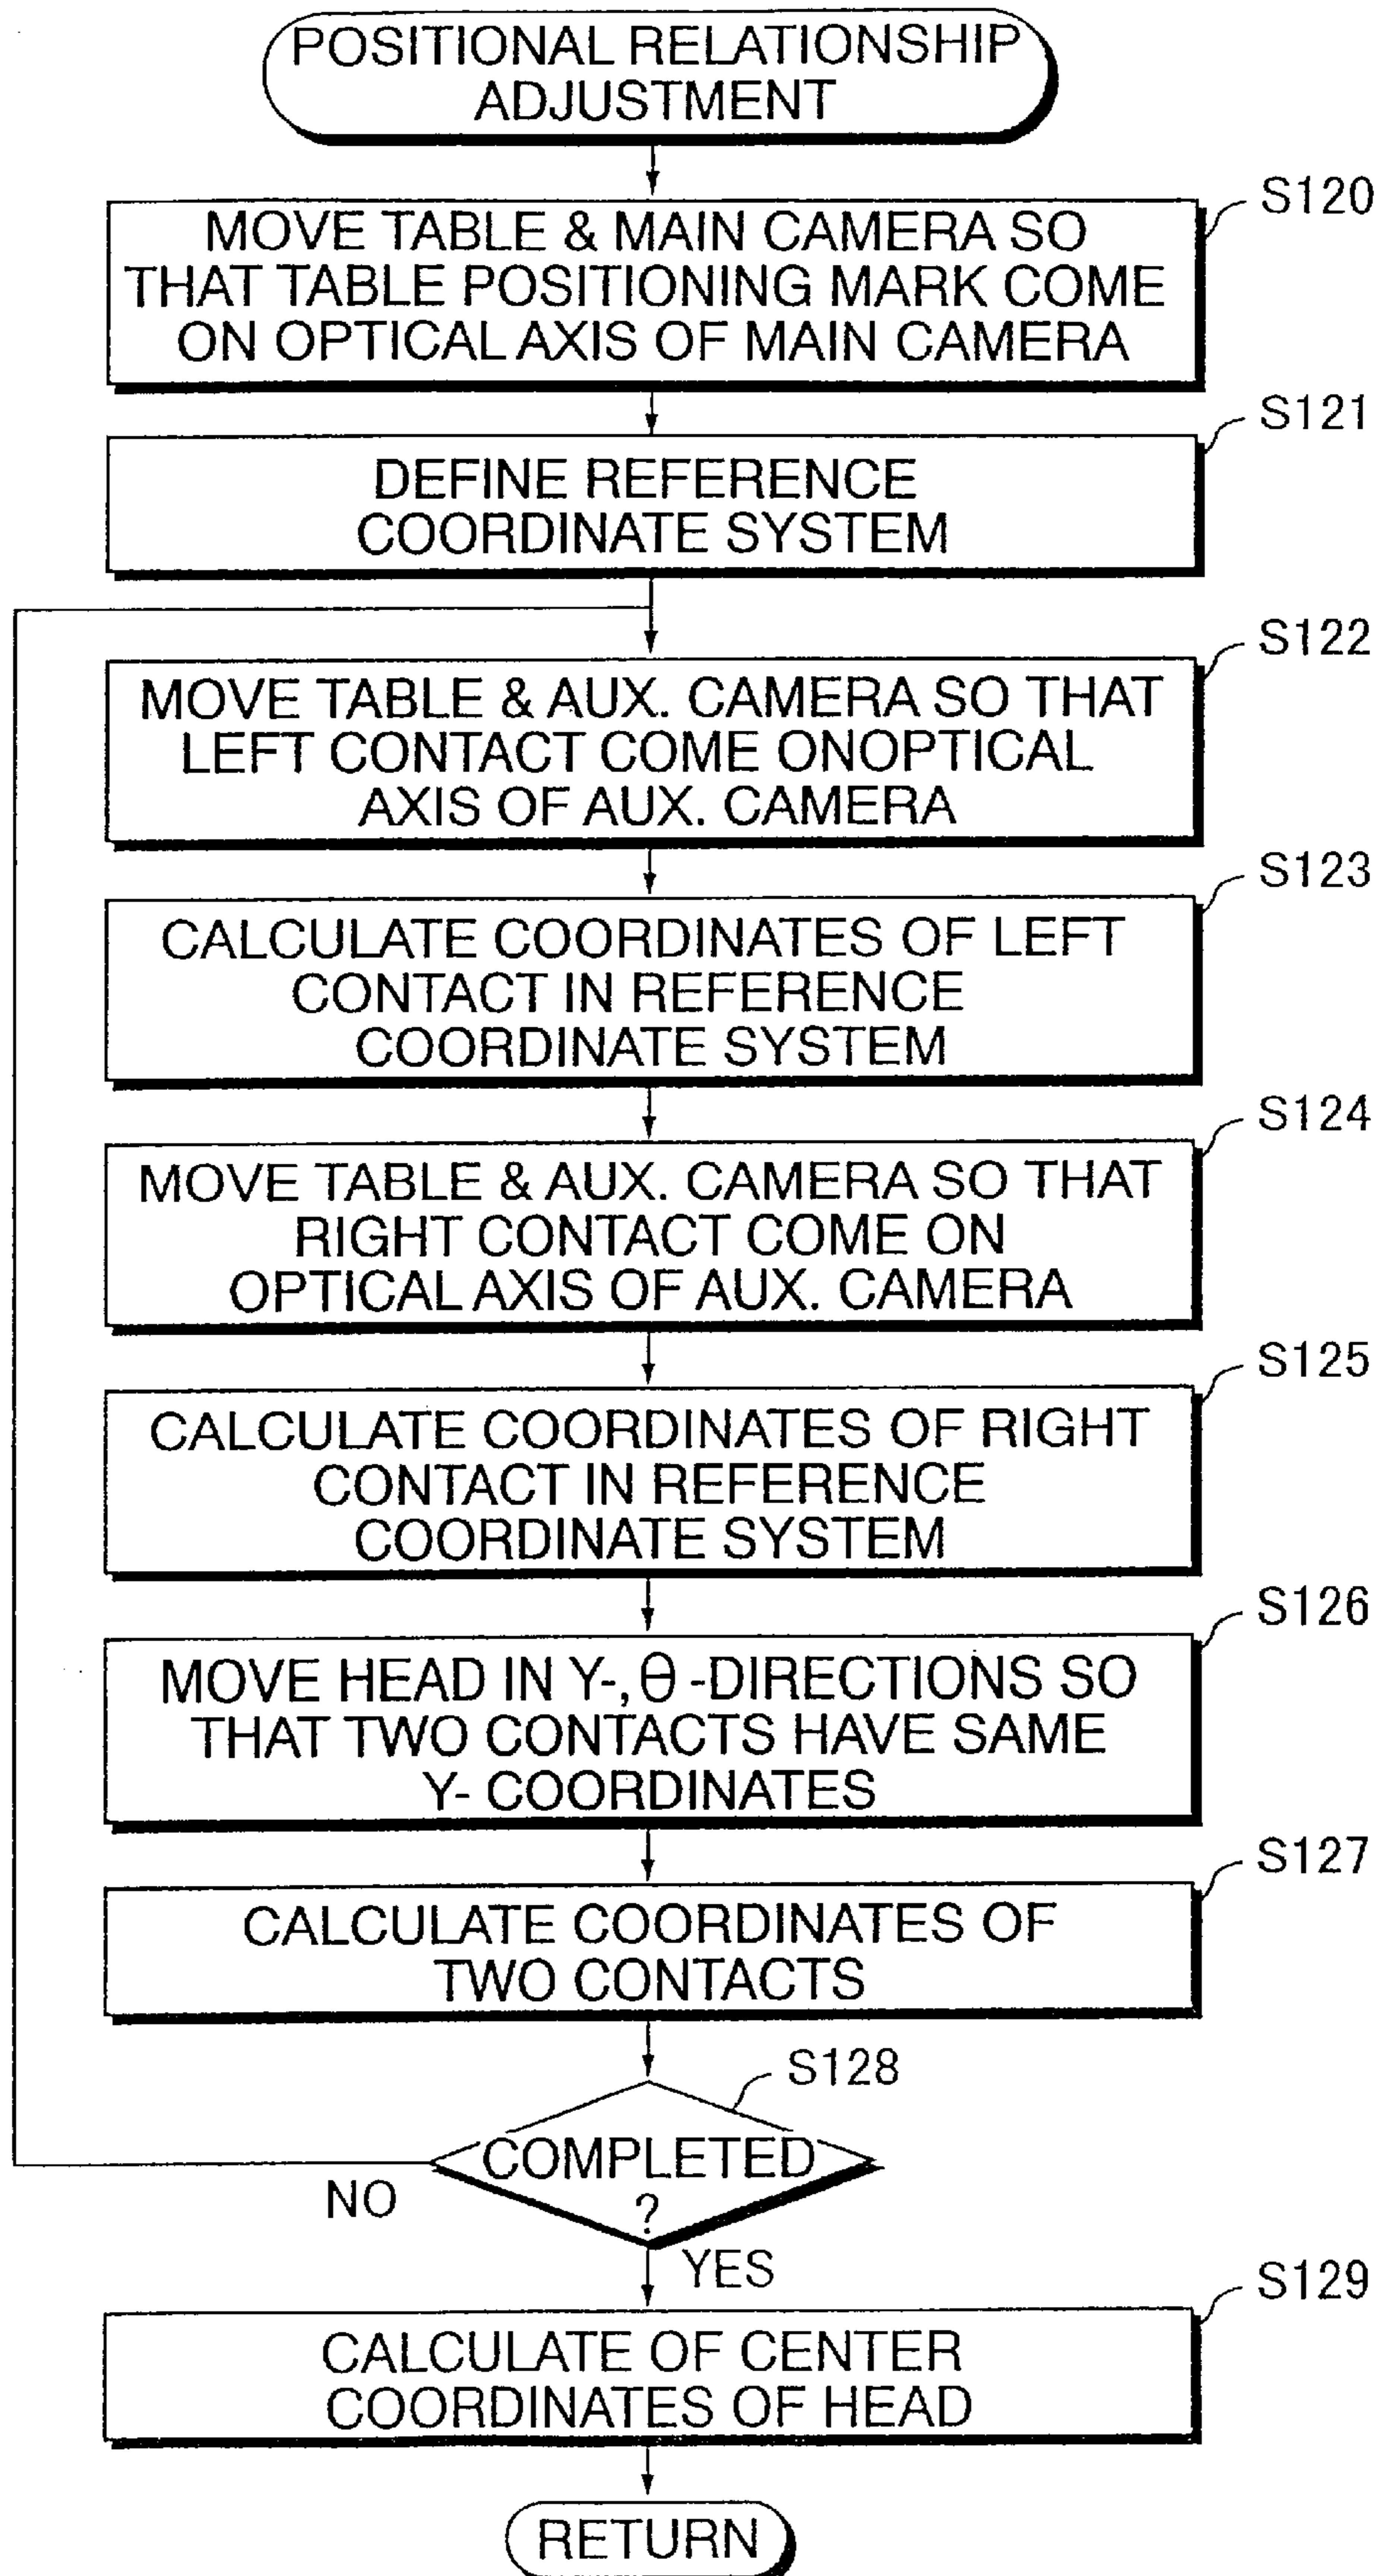 POSITIONAL RELATIONSHIP
ADJUSTMENT
S120
MOVE TABLE & MAIN CAMERA SO
THAT TABLE POSITIONING MARK COME
ON OPTICAL AXIS OF MAIN CAMERA
S121
DEFINE REFERENCE
COORDINATE SYSTEM
S122
MOVE TABLE & AUX. CAMERA SO THAT
LEFT CONTACT COME ONOPTICAL
AXIS OF AUX. CAMERA
S123
CALCULATE COORDINATES OF LEFT
CONTACT IN REFERENCE
COORDINATE SYSTEM
S124
MOVE TABLE & AUX. CAMERA SO THAT
RIGHT CONTACT COME ON
OPTICAL AXIS OF AUX. CAMERA
S125
CALCULATE COORDINATES OF RIGHT
CONTACT IN REFERENCE
COORDINATE SYSTEM
S126
MOVE HEAD IN Y-, θ -DIRECTIONS SO
THAT TWO CONTACTS HAVE SAME
Y- COORDINATES
S127
CALCULATE COORDINATES OF
TWO CONTACTS
S128
COMPLETED
?
NO
YES
S129
CALCULATE OF CENTER
COORDINATES OF HEAD
RETURN